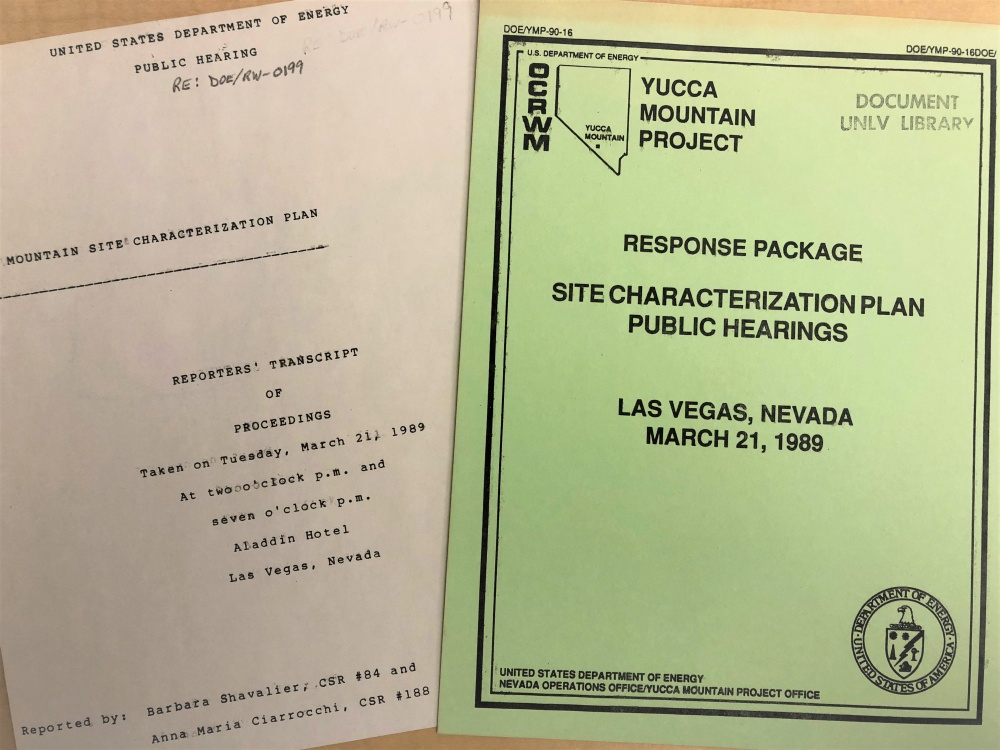 UNITED STATES DEPARTMENT OF ENERGY
PUBLIC HEARING
RE: DOE/RW-0199
MOUNTAIN SITE CHARACTERIZATION PLAN
REPORTERS' TRANSCRIPT
OF
PROCEEDINGS
Taken on Tuesday, March 21, 1989
At two o'clock p.m. and
seven o'clock p.m.
Aladdin Hotel
Las Vegas, Nevada
Reported by: Barbara Shavalier, CSR #84 and
Anna Maria Ciarrocchi, CSR #188
DOE/YMP-90-16
DOE/YMP-90-16DOE/
U.S. DEPARTMENT OF ENERGY
OCRWM
YUCCA MOUNTAIN
YUCCA
MOUNTAIN
PROJECT
DOCUMENT
UNLV LIBRARY
RESPONSE PACKAGE
SITE CHARACTERIZATION PLAN
PUBLIC HEARINGS
LAS VEGAS, NEVADA
MARCH 21, 1989
UNITED STATES DEPARTMENT OF ENERGY
NEVADA OPERATIONS OFFICE/YUCCA MOUNTAIN PROJECT OFFICE
DEPARTMENT OF ENERGY
UNITED STATES OF AMERICA